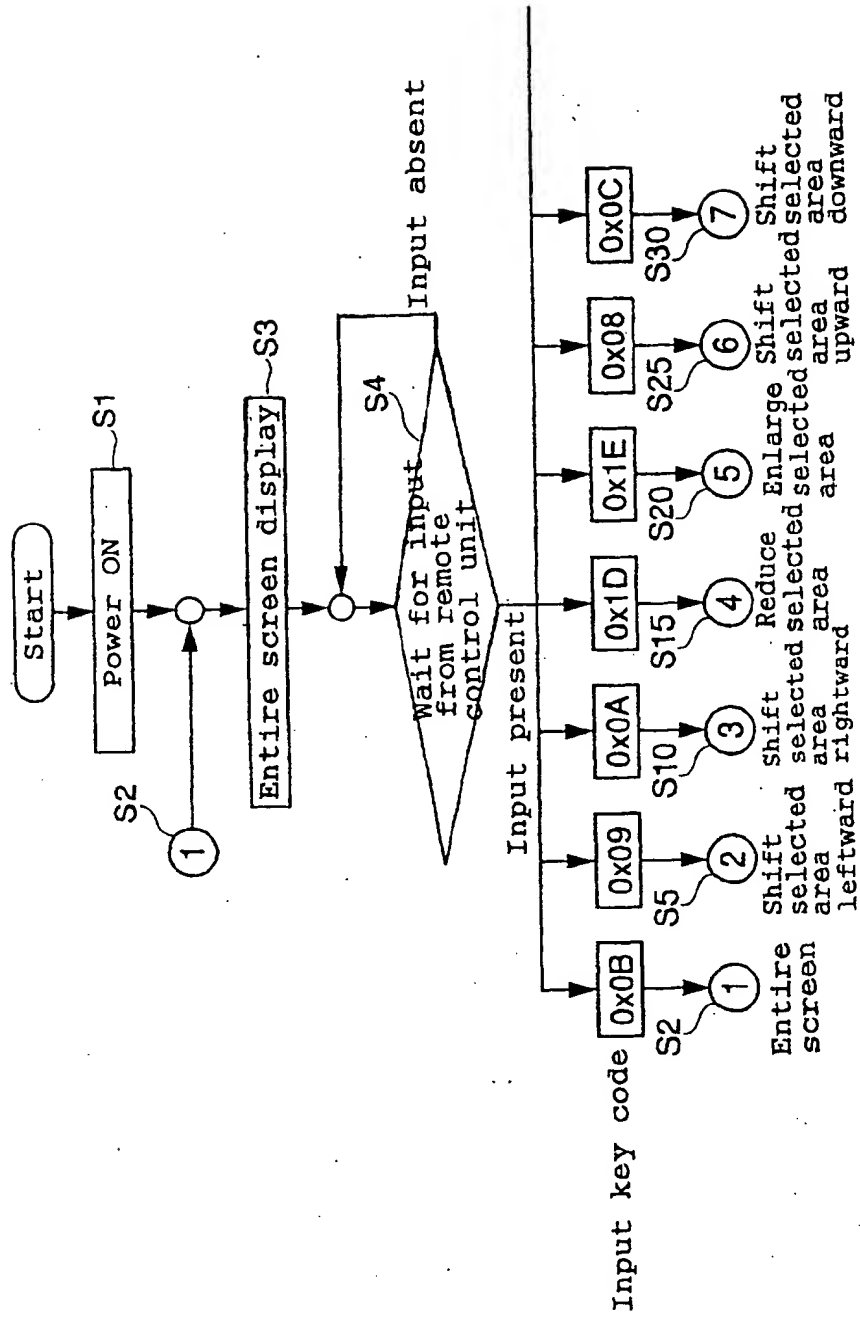 Start
Power ON
S1
S2
1
Entire screen display
S3
Wait for input
from remote
control unit
S4
Input absent
Input present
Input key code
0x0B
0x09
0x0A
0x1D
0x1E
0x08
0x0C
S2
1
Entire
screen
S5
2
Shift
selected
area
leftward
S10
3
Shift
selected
area
rightward
S15
4
Reduce
selected
area
S20
5
Enlarge
selected
area
S25
6
Shift
selected
area
upward
S30
7
Shift
selected
area
downward